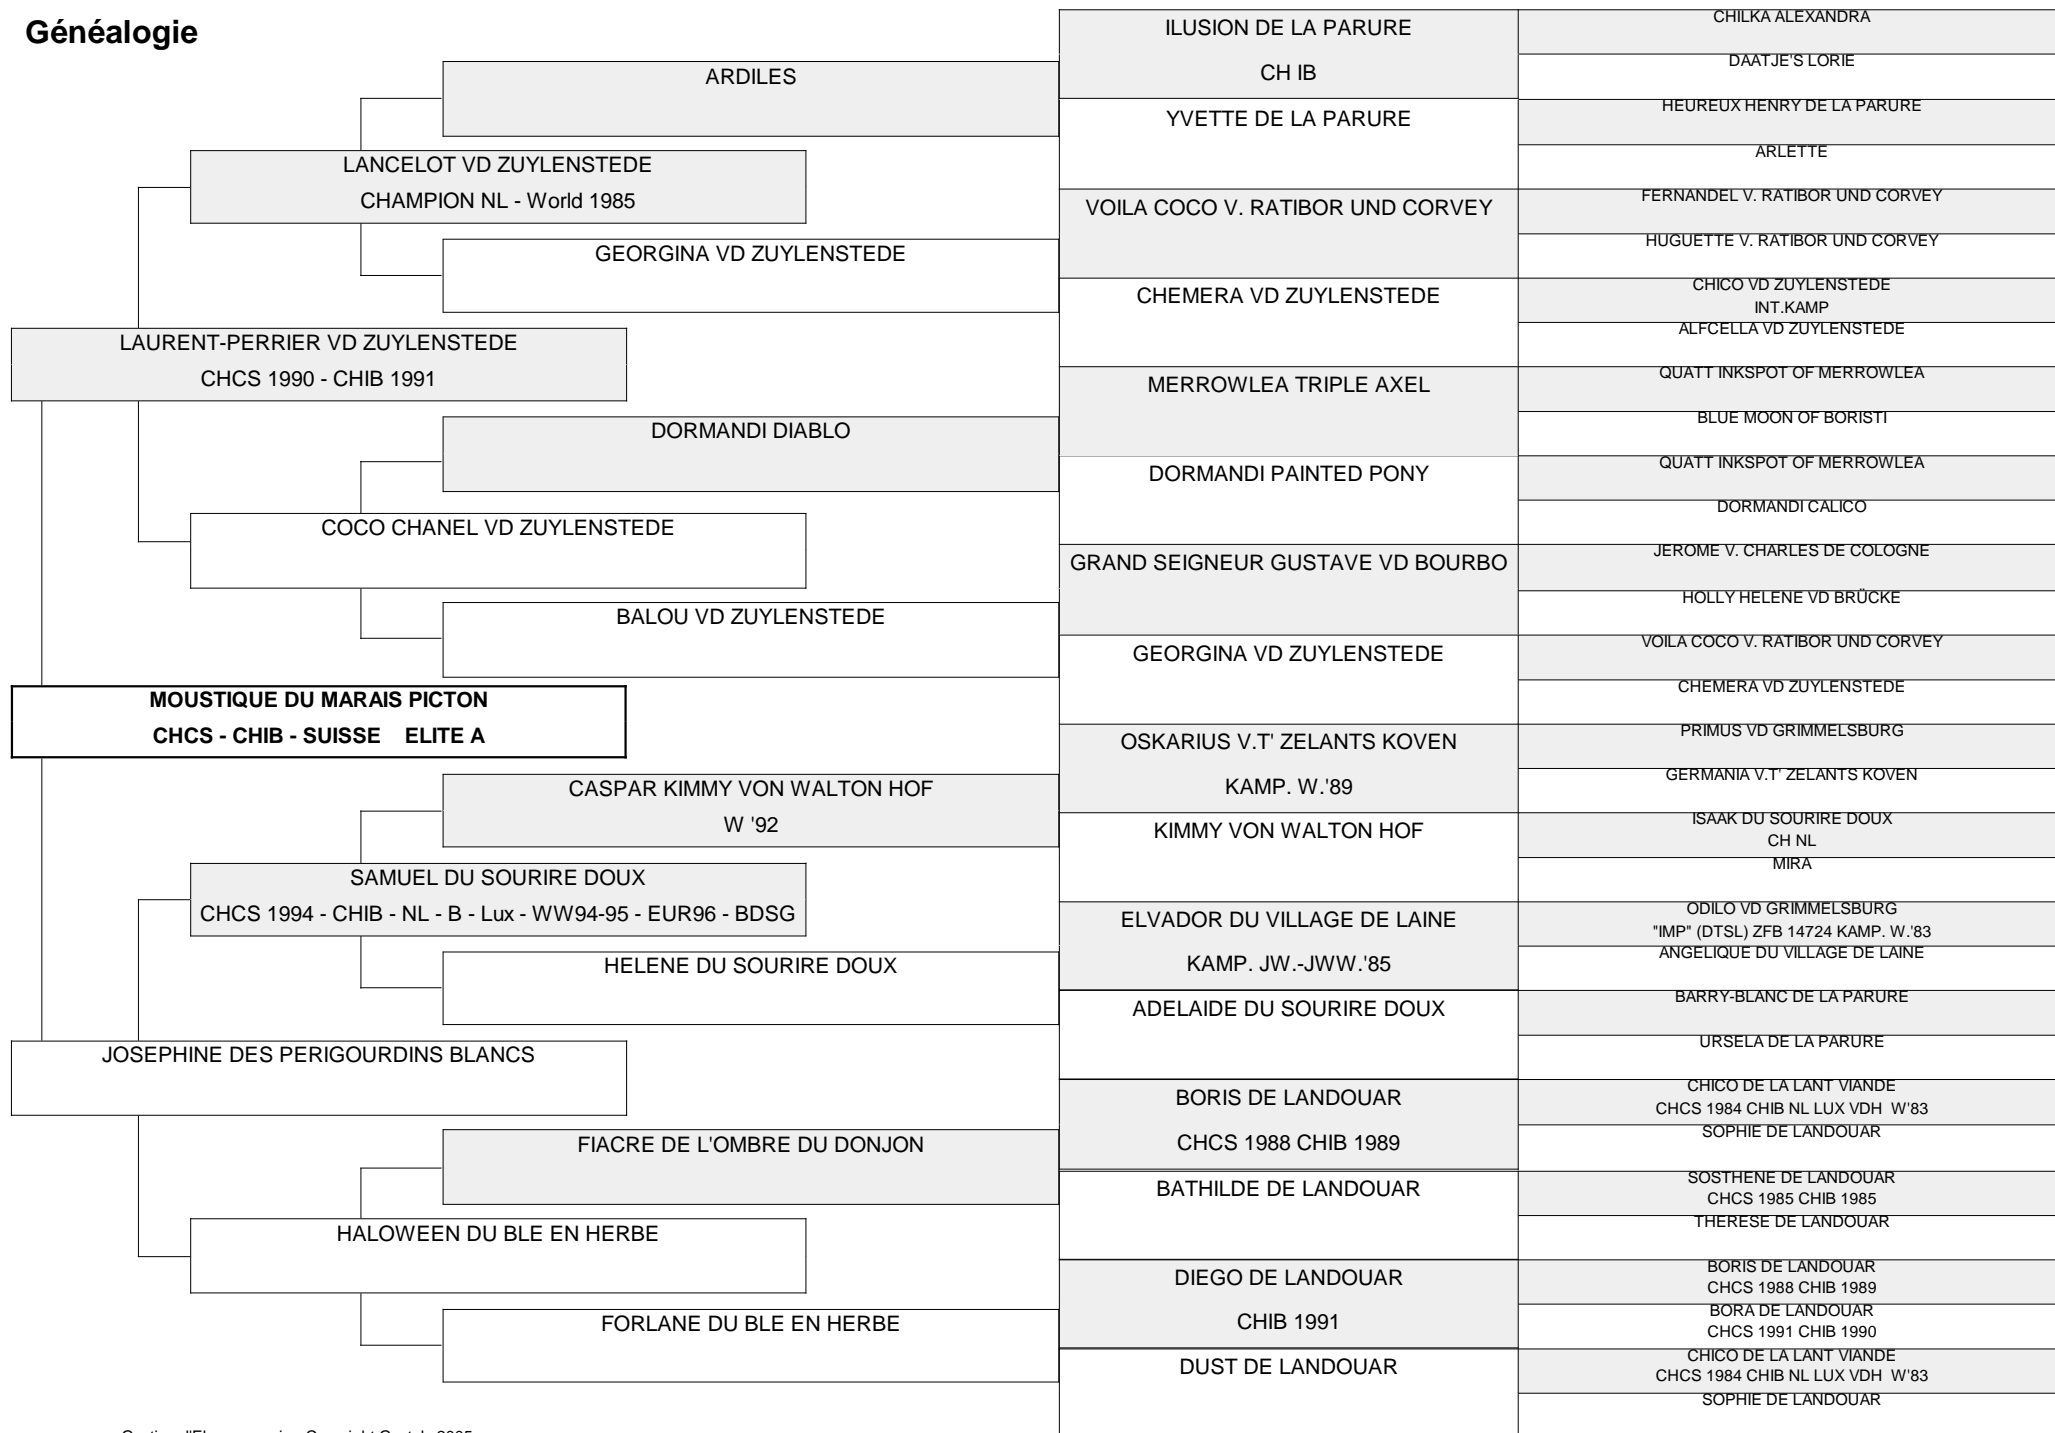 Généalogie
MOUSTIQUE DU MARAIS PICTON
CHCS - CHIB - SUISSE    ELITE A
LAURENT-PERRIER VD ZUYLENSTEDE
CHCS 1990 - CHIB 1991
JOSEPHINE DES PERIGOURDINS BLANCS
LANCELOT VD ZUYLENSTEDE
CHAMPION NL - World 1985
COCO CHANEL VD ZUYLENSTEDE
SAMUEL DU SOURIRE DOUX
CHCS 1994 - CHIB - NL - B - Lux - WW94-95 - EUR96 - BDSG
HALOWEEN DU BLE EN HERBE
ARDILES
GEORGINA VD ZUYLENSTEDE
DORMANDI DIABLO
BALOU VD ZUYLENSTEDE
CASPAR KIMMY VON WALTON HOF
W '92
HELENE DU SOURIRE DOUX
FIACRE DE L'OMBRE DU DONJON
FORLANE DU BLE EN HERBE
ILUSION DE LA PARURE
CH IB
YVETTE DE LA PARURE
VOILA COCO V. RATIBOR UND CORVEY
CHEMERA VD ZUYLENSTEDE
MERROWLEA TRIPLE AXEL
DORMANDI PAINTED PONY
GRAND SEIGNEUR GUSTAVE VD BOURBO
GEORGINA VD ZUYLENSTEDE
OSKARIUS V.T' ZELANTS KOVEN
KAMP. W.'89
KIMMY VON WALTON HOF
ELVADOR DU VILLAGE DE LAINE
KAMP. JW.-JWW.'85
ADELAIDE DU SOURIRE DOUX
BORIS DE LANDOUAR
CHCS 1988 CHIB 1989
BATHILDE DE LANDOUAR
DIEGO DE LANDOUAR
CHIB 1991
DUST DE LANDOUAR
CHILKA ALEXANDRA
DAATJE'S LORIE
HEUREUX HENRY DE LA PARURE
ARLETTE
FERNANDEL V. RATIBOR UND CORVEY
HUGUETTE V. RATIBOR UND CORVEY
CHICO VD ZUYLENSTEDE
INT.KAMP
ALFCELLA VD ZUYLENSTEDE
QUATT INKSPOT OF MERROWLEA
BLUE MOON OF BORISTI
QUATT INKSPOT OF MERROWLEA
DORMANDI CALICO
JEROME V. CHARLES DE COLOGNE
HOLLY HELENE VD BRÜCKE
VOILA COCO V. RATIBOR UND CORVEY
CHEMERA VD ZUYLENSTEDE
PRIMUS VD GRIMMELSBURG
GERMANIA V.T' ZELANTS KOVEN
ISAAK DU SOURIRE DOUX
CH NL
MIRA
ODILO VD GRIMMELSBURG
"IMP" (DTSL) ZFB 14724 KAMP. W.'83
ANGELIQUE DU VILLAGE DE LAINE
BARRY-BLANC DE LA PARURE
URSELA DE LA PARURE
CHICO DE LA LANT VIANDE
CHCS 1984 CHIB NL LUX VDH  W'83
SOPHIE DE LANDOUAR
SOSTHENE DE LANDOUAR
CHCS 1985 CHIB 1985
THERESE DE LANDOUAR
BORIS DE LANDOUAR
CHCS 1988 CHIB 1989
BORA DE LANDOUAR
CHCS 1991 CHIB 1990
CHICO DE LA LANT VIANDE
CHCS 1984 CHIB NL LUX VDH  W'83
SOPHIE DE LANDOUAR